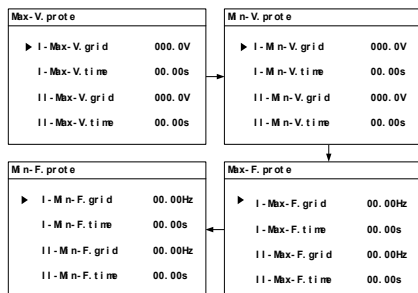 Max-V.prote
I-Max-V.grid 000.0V
I-Max-V.time 00.00s
II-Max-V.grid 000.0V
II-Max-V.time 00.00s
Min-V.prote
I-Min-V.grid 000.0V
I-Min-V.time 00.00s
II-Min-V.grid 000.0V
II-Min-V.time 00.00s
Min-F.prote
I-Min-F.grid 00.00Hz
I-Min-F.time 00.00s
II-Min-F.grid 00.00Hz
II-Min-F.time 00.00s
Max-F.prote
I-Max-F.grid 00.00Hz
I-Max-F.time 00.00s
II-Max-F.grid 00.00Hz
II-Max-F.time 00.00s